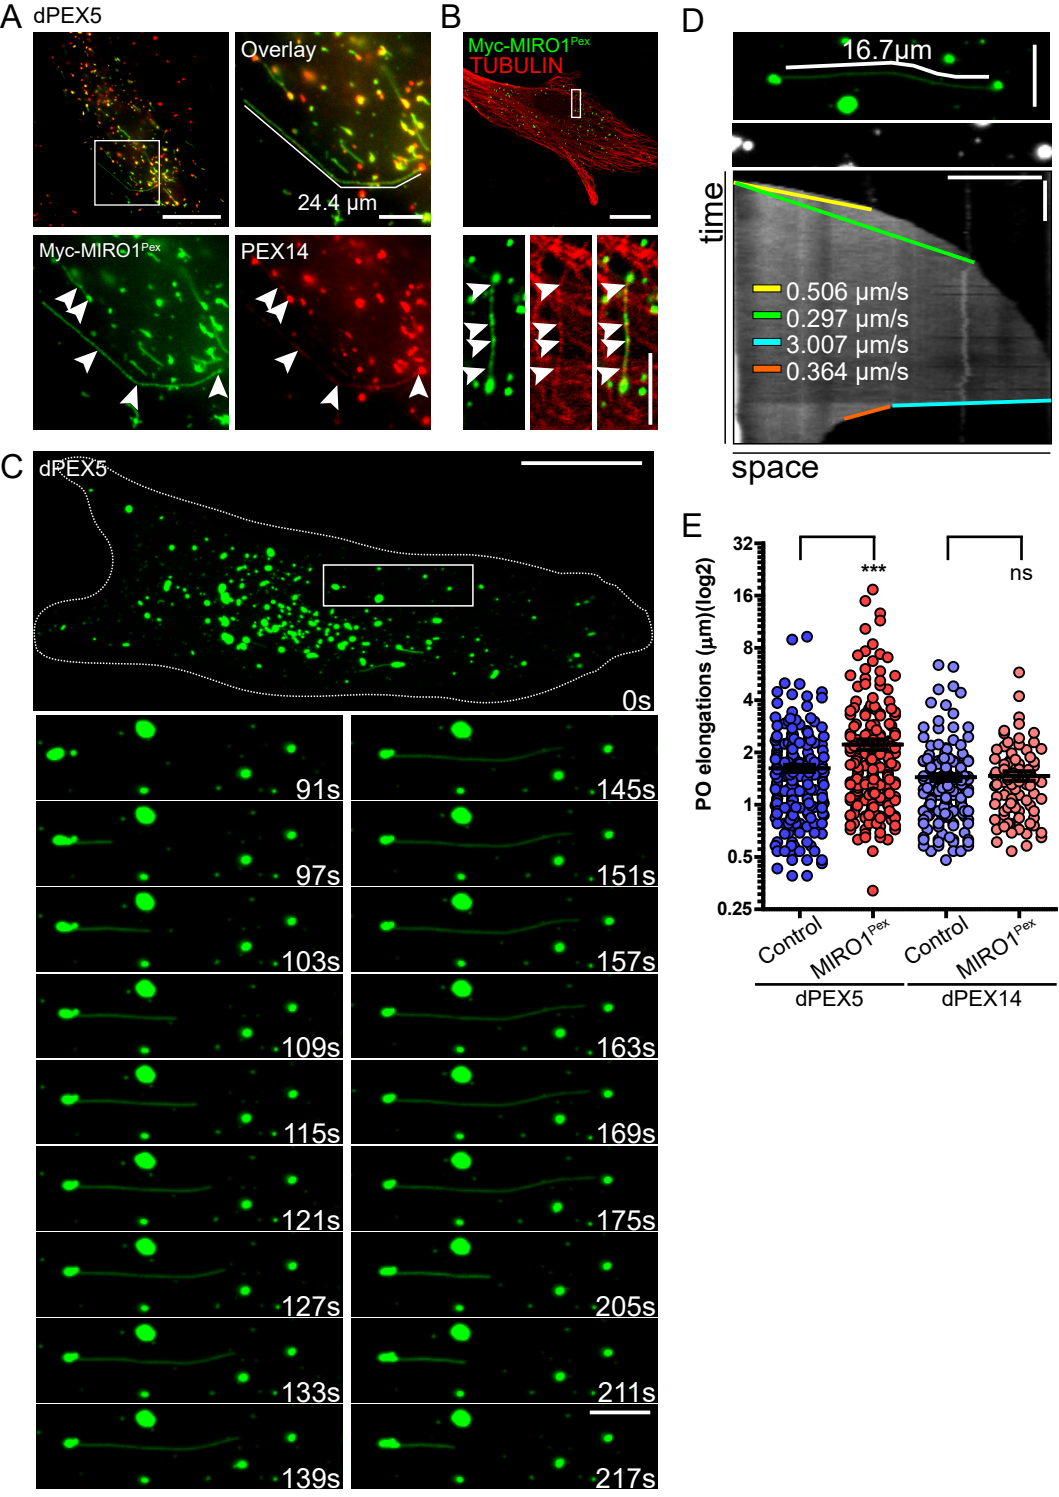 A
dPEX5
Overlay
24.4 µm
Myc-MIRO1Pex
PEX14
B
Myc-MIRO1Pex
TUBULIN
C
dPEX5
0s
91s
97s
103s
109s
115s
121s
127s
133s
139s
145s
151s
157s
163s
169s
175s
205s
211s
217s
D
16.7µm
time
0.506 µm/s
0.297 µm/s
3.007 µm/s
0.364 µm/s
space
E
PO elongations (µm)(log2)
32
16
8
4
2
1
0.5
0.25
***
ns
Control
MIRO1Pex
Control
MIRO1Pex
dPEX5
dPEX14